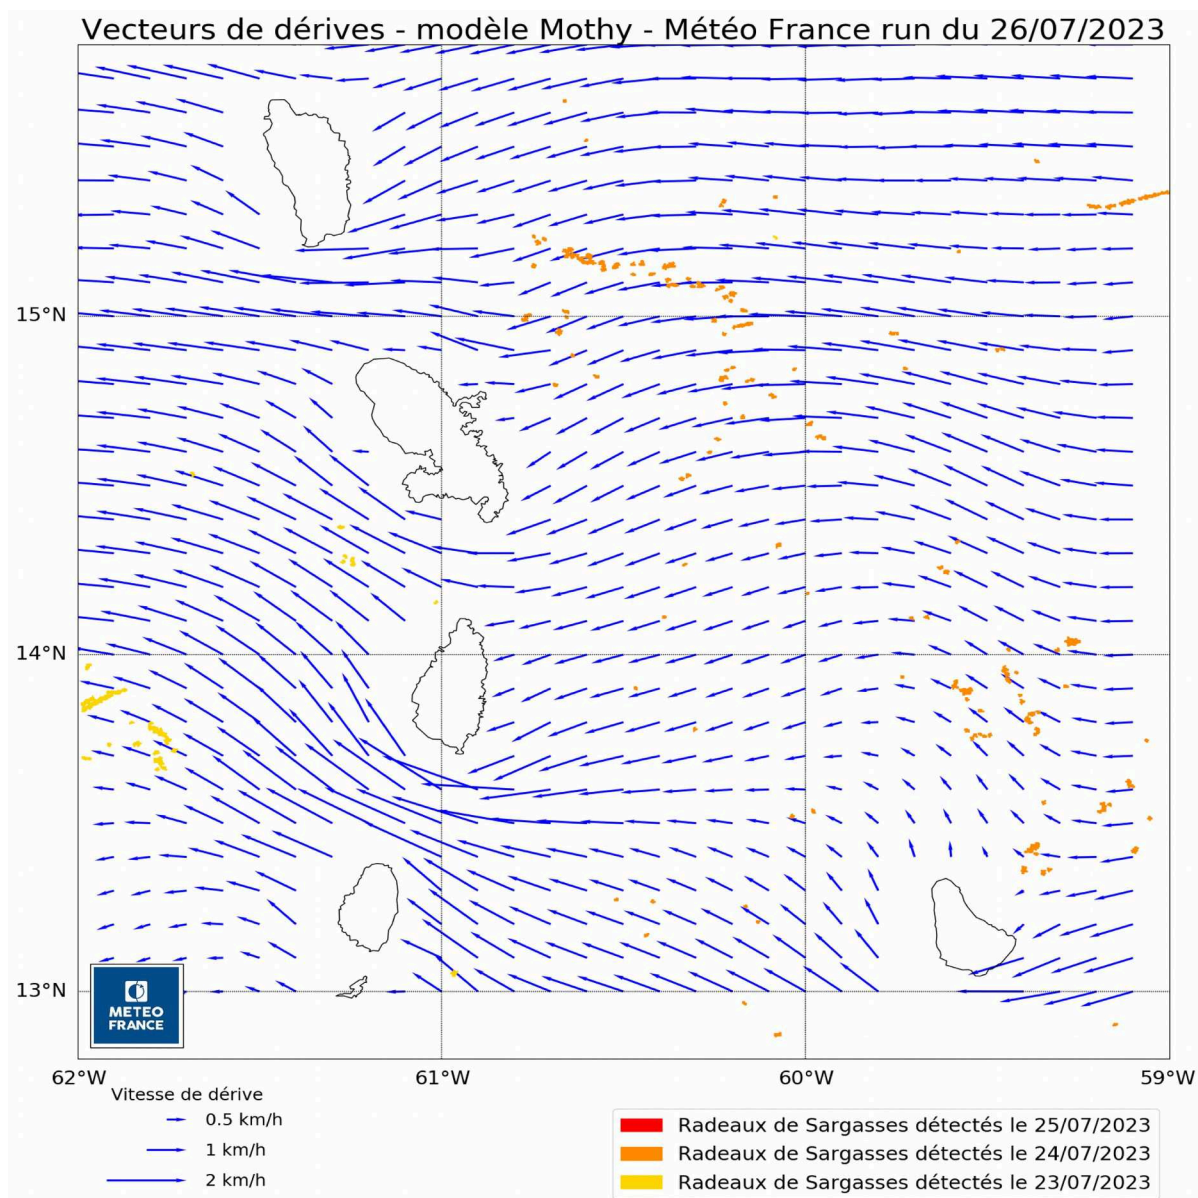 Vecteurs de dérives - modèle Mothy - Météo France run du 26/07/2023
15°N
14°N
13°N
METEO
FRANCE
62°W
61°W
60°W
59°W
Vitesse de dérive
0.5 km/h
1 km/h
2 km/h
Radeaux de Sargasses détectés le 25/07/2023
Radeaux de Sargasses détectés le 24/07/2023
Radeaux de Sargasses détectés le 23/07/2023